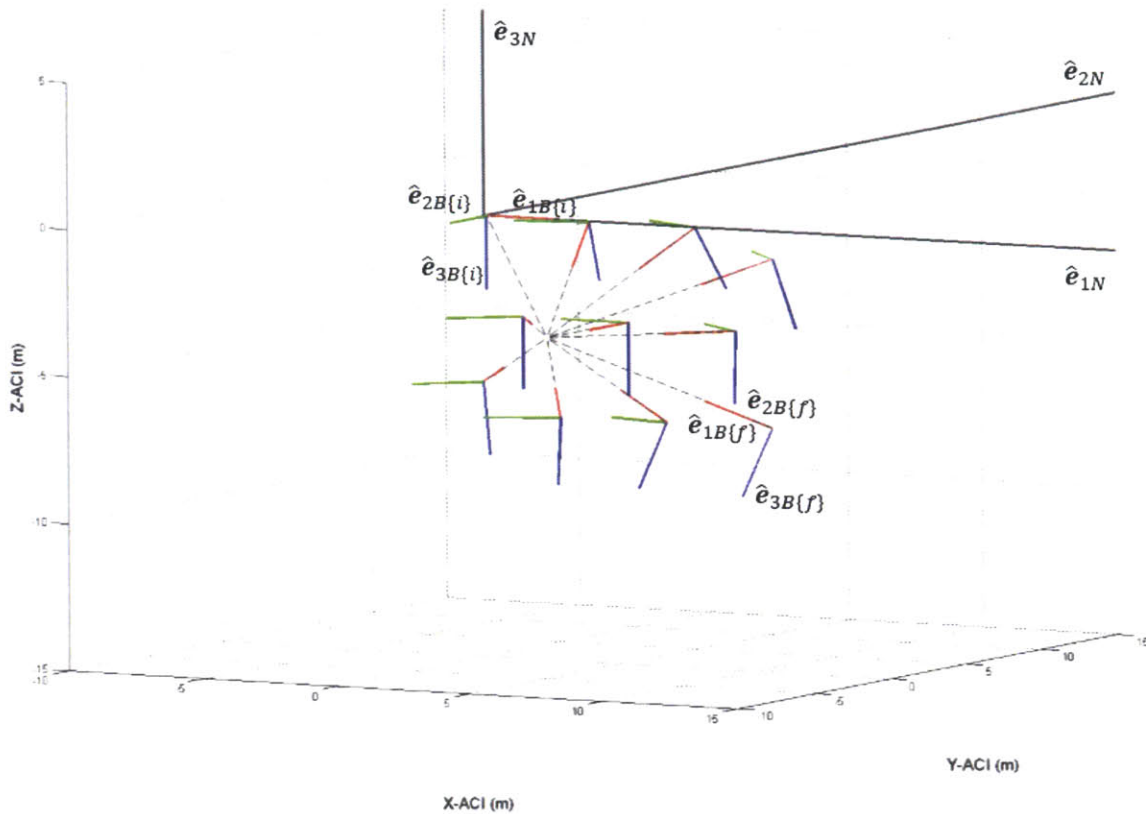 ê3N
ê2N
5
ê2B{i} ê1B{i}
0
ê3B{i}
ê1N
-5
ê2B{f}
ê1B{f}
ê3B{f}
Z-ACI (m)
-10
-15
-10
-5
0
5
10
15
-10
-5
0
5
10
15
Y-ACI (m)
X-ACI (m)